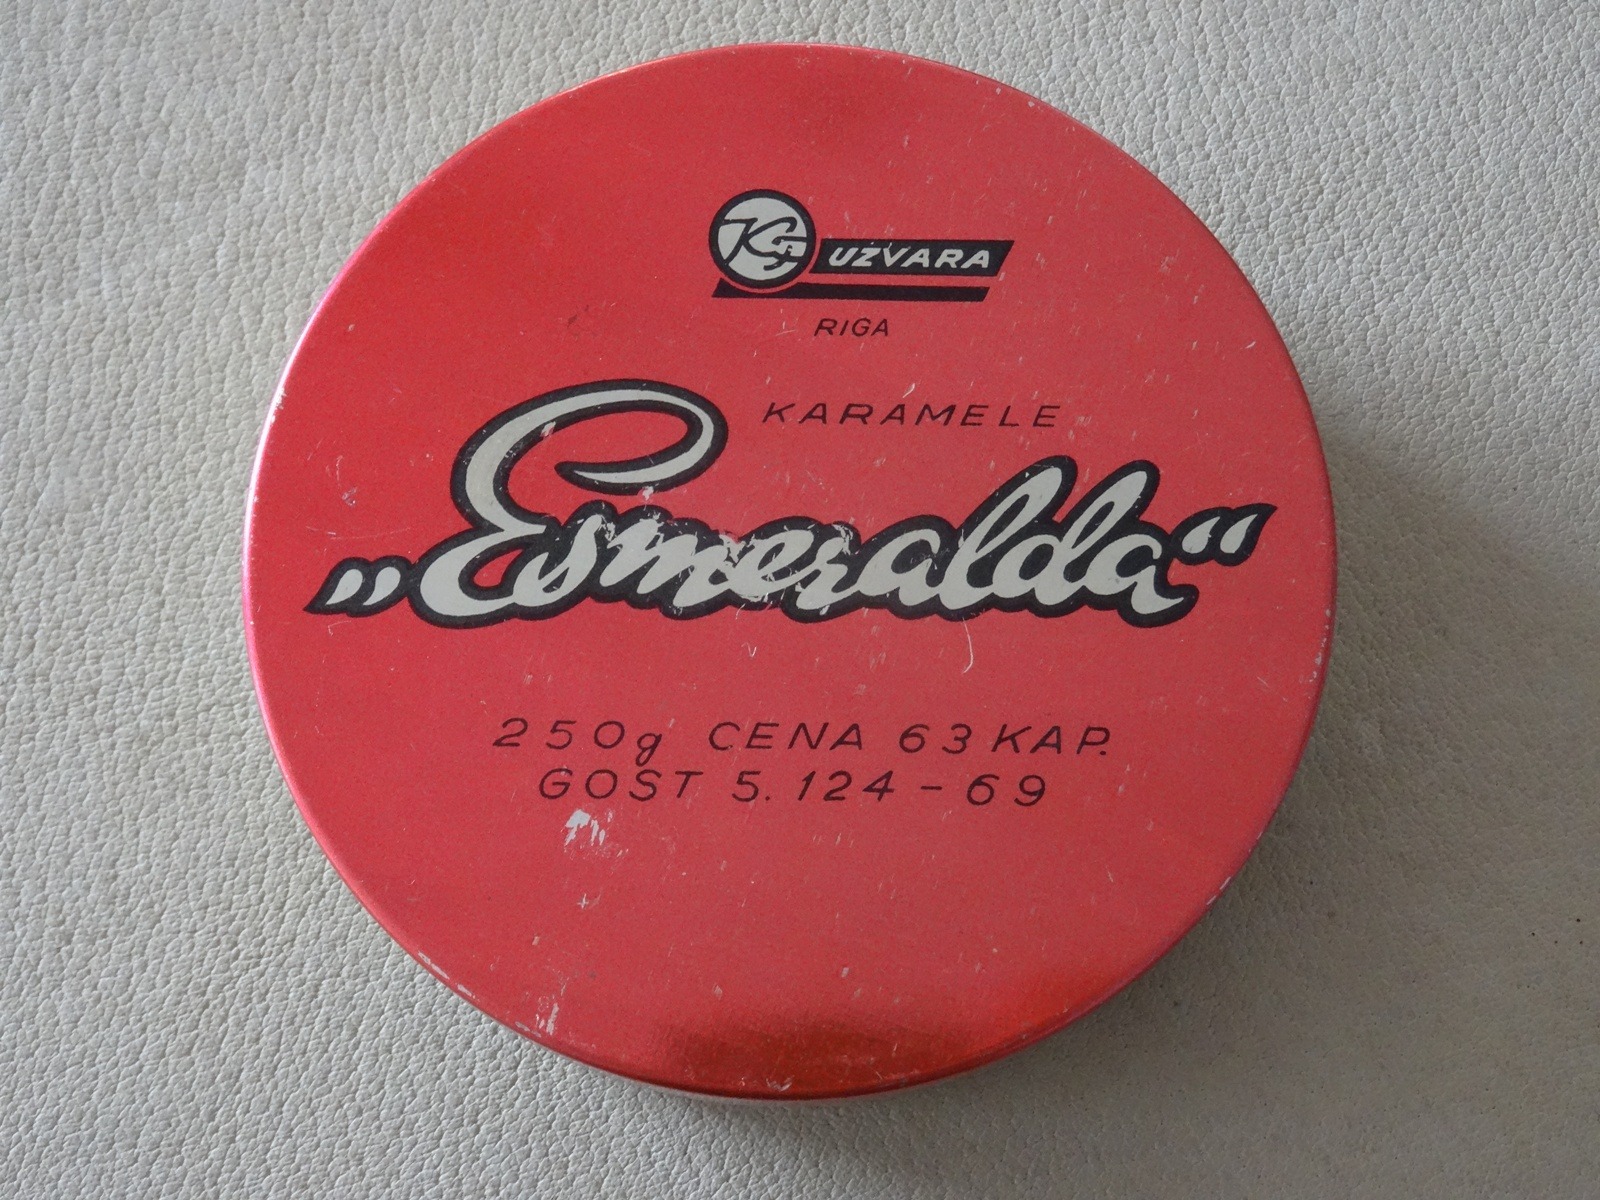 UZVARA
RIGA
KARAMELE
„Esmeralda“
250g CENA 63 KAP.
GOST 5.124-69